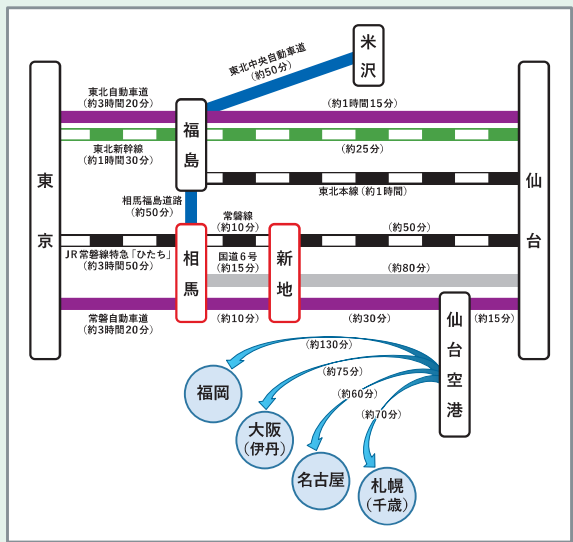 米沢
東北中央自動車道
(約50分)
東京
東北自動車道
(約3時間20分)
福島
(約1時間15分)
仙台
東北新幹線
(約1時間30分)
(約25分)
東北本線(約1時間)
相馬福島道路
(約50分)
常磐線
(約10分)
(約50分)
JR常磐線特急「ひたち」
(約3時間50分)
相馬
国道6号
(約15分)
新地
(約80分)
常磐自動車道
(約3時間20分)
(約10分)
(約30分)
仙台空港
(約15分)
(約130分)
福岡
(約75分)
大阪
(伊丹)
(約60分)
名古屋
(約70分)
札幌
(千歳)